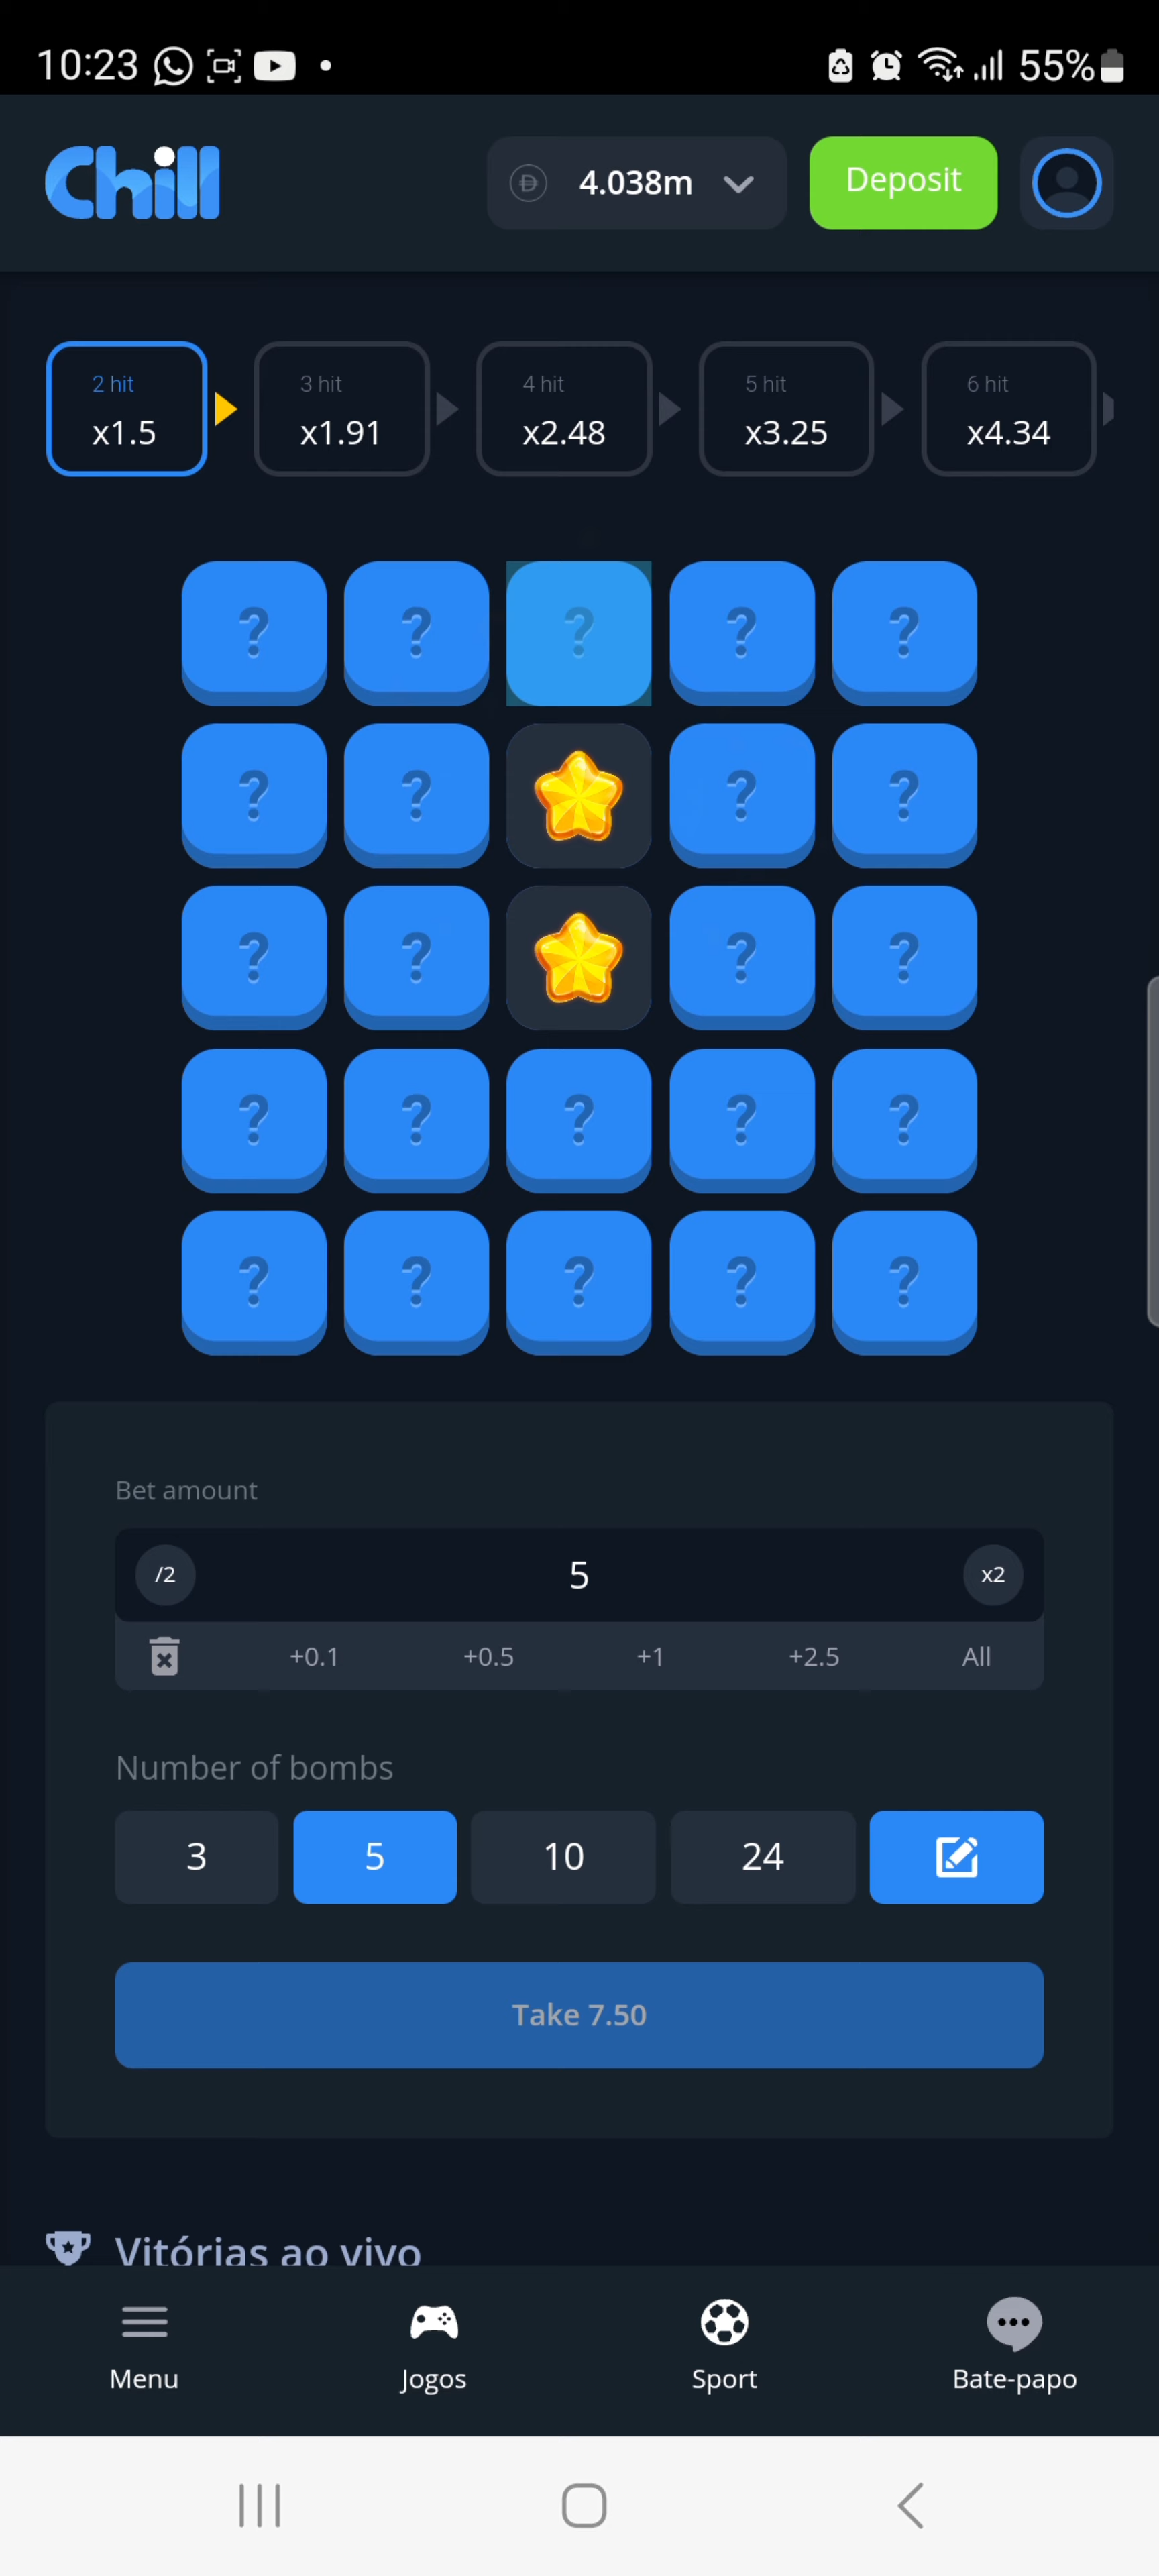 10:23 55%
Chill 4.038m Deposit
2 hit 3 hit 4 hit 5 hit 6 hit
x1.5 x1.91 x2.48 x3.25 x4.34
? ? ? ? ?
? ? ? ?
? ? ? ?
? ? ? ? ?
? ? ? ? ?
Bet amount
/2 5 x2
+0.1 +0.5 +1 +2.5 All
Number of bombs
3 5 10 24
Take 7.50
Vitórias ao vivo
Menu Jogos Sport Bate-papo